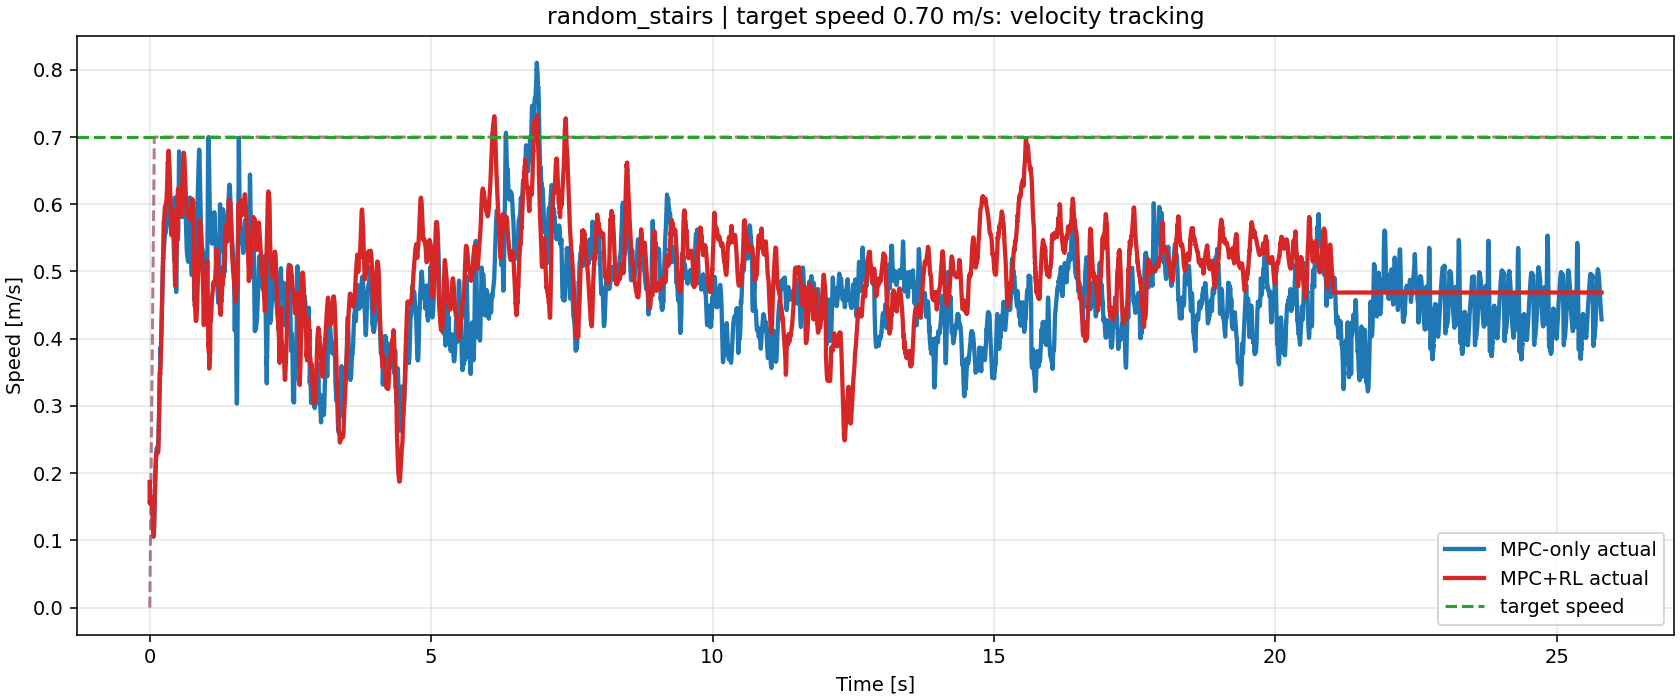 random_stairs | target speed 0.70 m/s: velocity tracking
0.8
0.7
0.6
0.5
0.4
0.3
0.2
0.1
0.0
Speed [m/s]
MPC-only actual
MPC+RL actual
target speed
0 5 10 15 20 25
Time [s]